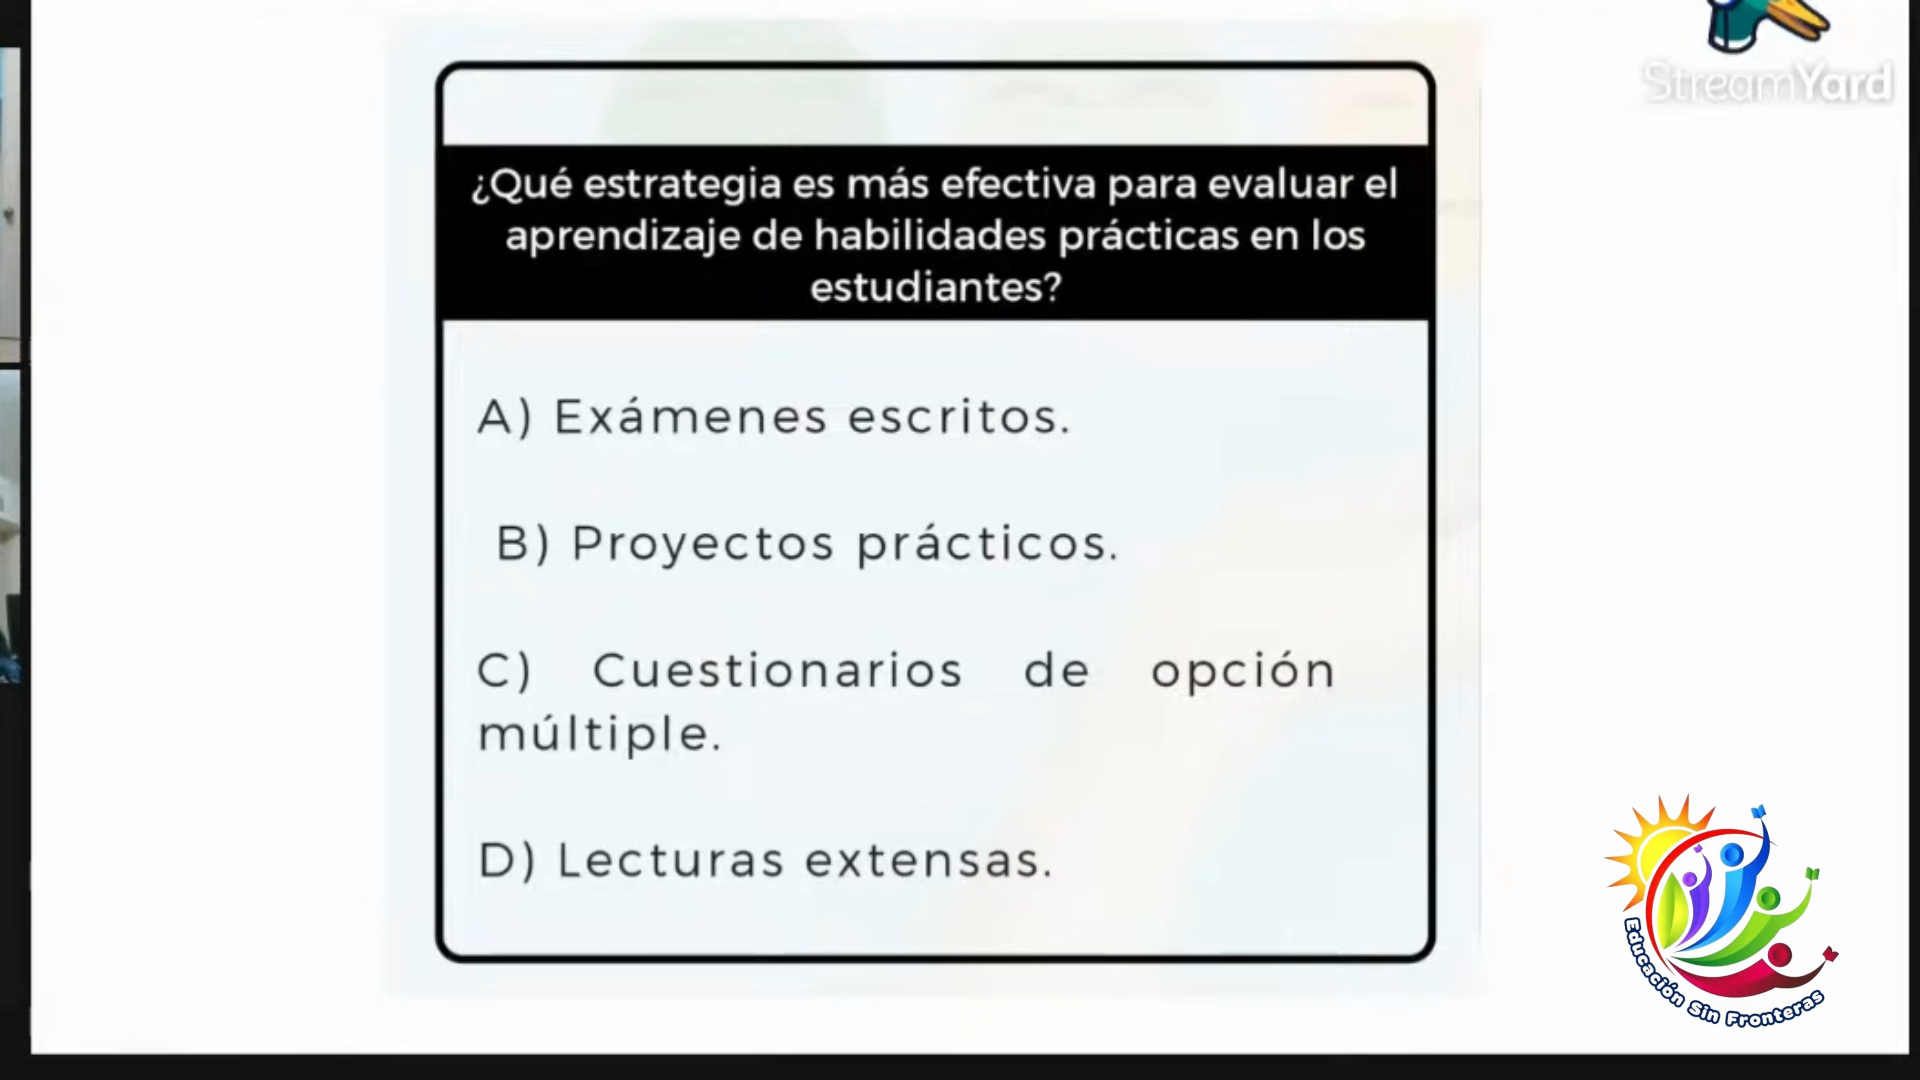 StreamYard
¿Qué estrategia es más efectiva para evaluar el
aprendizaje de habilidades prácticas en los
estudiantes?
A) Exámenes escritos.
B) Proyectos prácticos.
C) Cuestionarios de opción
múltiple.
D) Lecturas extensas.
Educación Sin Fronteras